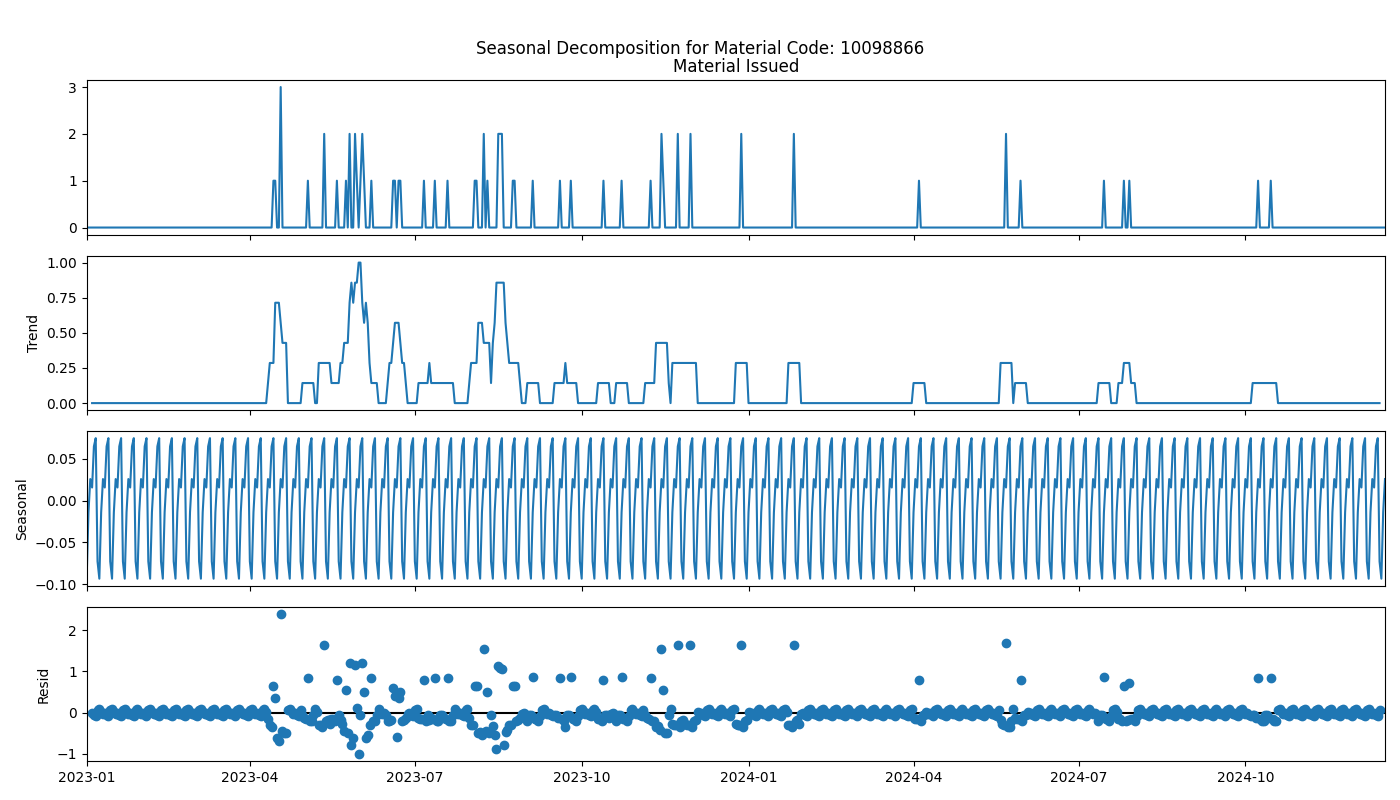 Seasonal Decomposition for Material Code: 10098866
Material Issued
3
2
1
0
Trend
1.00
0.75
0.50
0.25
0.00
Seasonal
0.05
0.00
−0.05
−0.10
Resid
2
1
0
−1
2023-01 2023-04 2023-07 2023-10 2024-01 2024-04 2024-07 2024-10